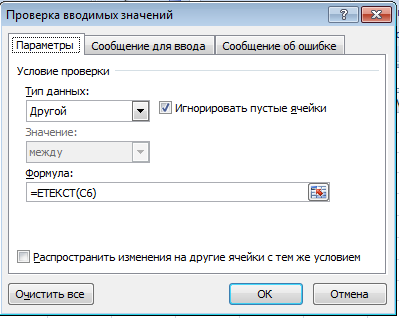 Проверка вводимых значений
Параметры
Сообщение для ввода
Сообщение об ошибке
Условие проверки
Тип данных:
Другой
Игнорировать пустые ячейки
Значение:
между
Формула:
=ЕТЕКСТ(C6)
Распространить изменения на другие ячейки с тем же условием
Очистить все
ОК
Отмена